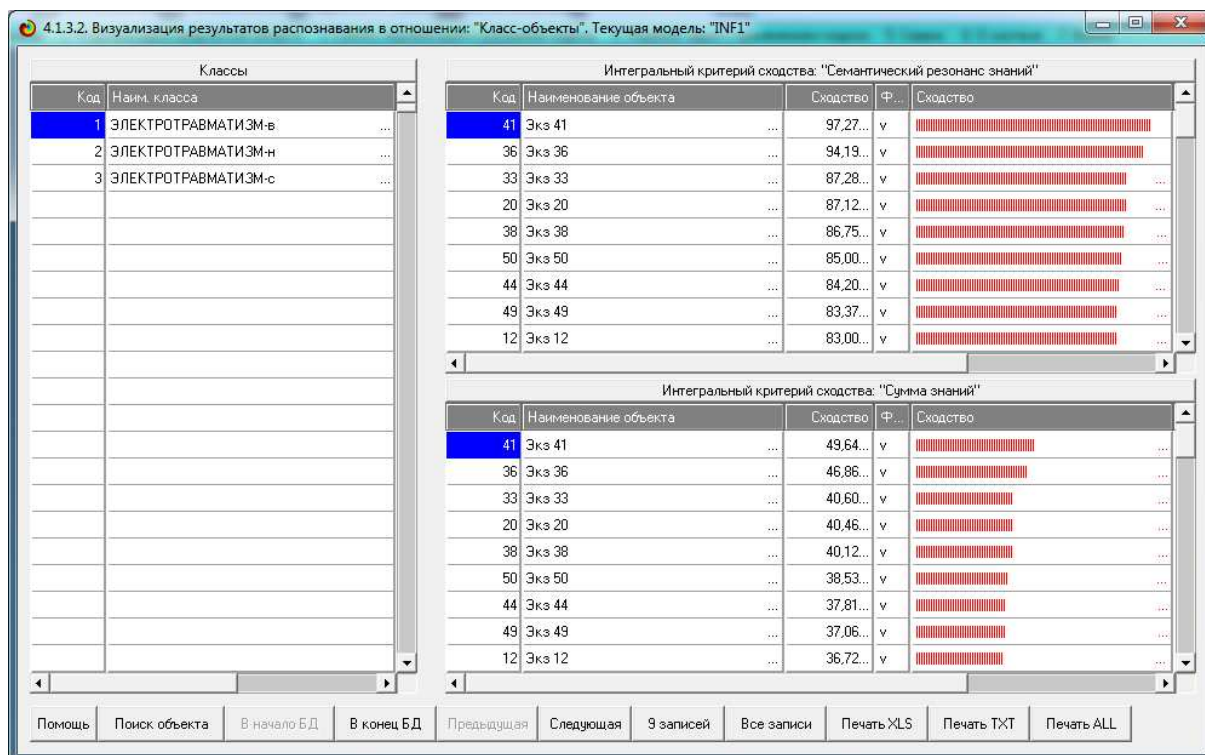 4.1.3.2. Визуализация результатов распознавания в отношении: "Класс-объекты". Текущая модель: "INF1"
Классы
Код Наим. класса
1 ЭЛЕКТРОТРАВМАТИЗМ-в ...
2 ЭЛЕКТРОТРАВМАТИЗМ-н ...
3 ЭЛЕКТРОТРАВМАТИЗМ-с ...
Интегральный критерий сходства: "Семантический резонанс знаний"
Код Наименование объекта Сходство Ф... Сходство
41 Экз 41 ... 97,27... v
36 Экз 36 ... 94,19... v
33 Экз 33 ... 87,28... v ...
20 Экз 20 ... 87,12... v ...
38 Экз 38 ... 86,75... v ...
50 Экз 50 ... 85,00... v ...
44 Экз 44 ... 84,20... v ...
49 Экз 49 ... 83,37... v ...
12 Экз 12 ... 83,00... v ...
Интегральный критерий сходства: "Сумма знаний"
Код Наименование объекта Сходство Ф... Сходство
41 Экз 41 ... 49,64... v ...
36 Экз 36 ... 46,86... v ...
33 Экз 33 ... 40,60... v ...
20 Экз 20 ... 40,46... v ...
38 Экз 38 ... 40,12... v ...
50 Экз 50 ... 38,53... v ...
44 Экз 44 ... 37,81... v ...
49 Экз 49 ... 37,06... v ...
12 Экз 12 ... 36,72... v ...
Помощь Поиск объекта В начало БД В конец БД Предыдущая Следующая 9 записей Все записи Печать XLS Печать TXT Печать ALL